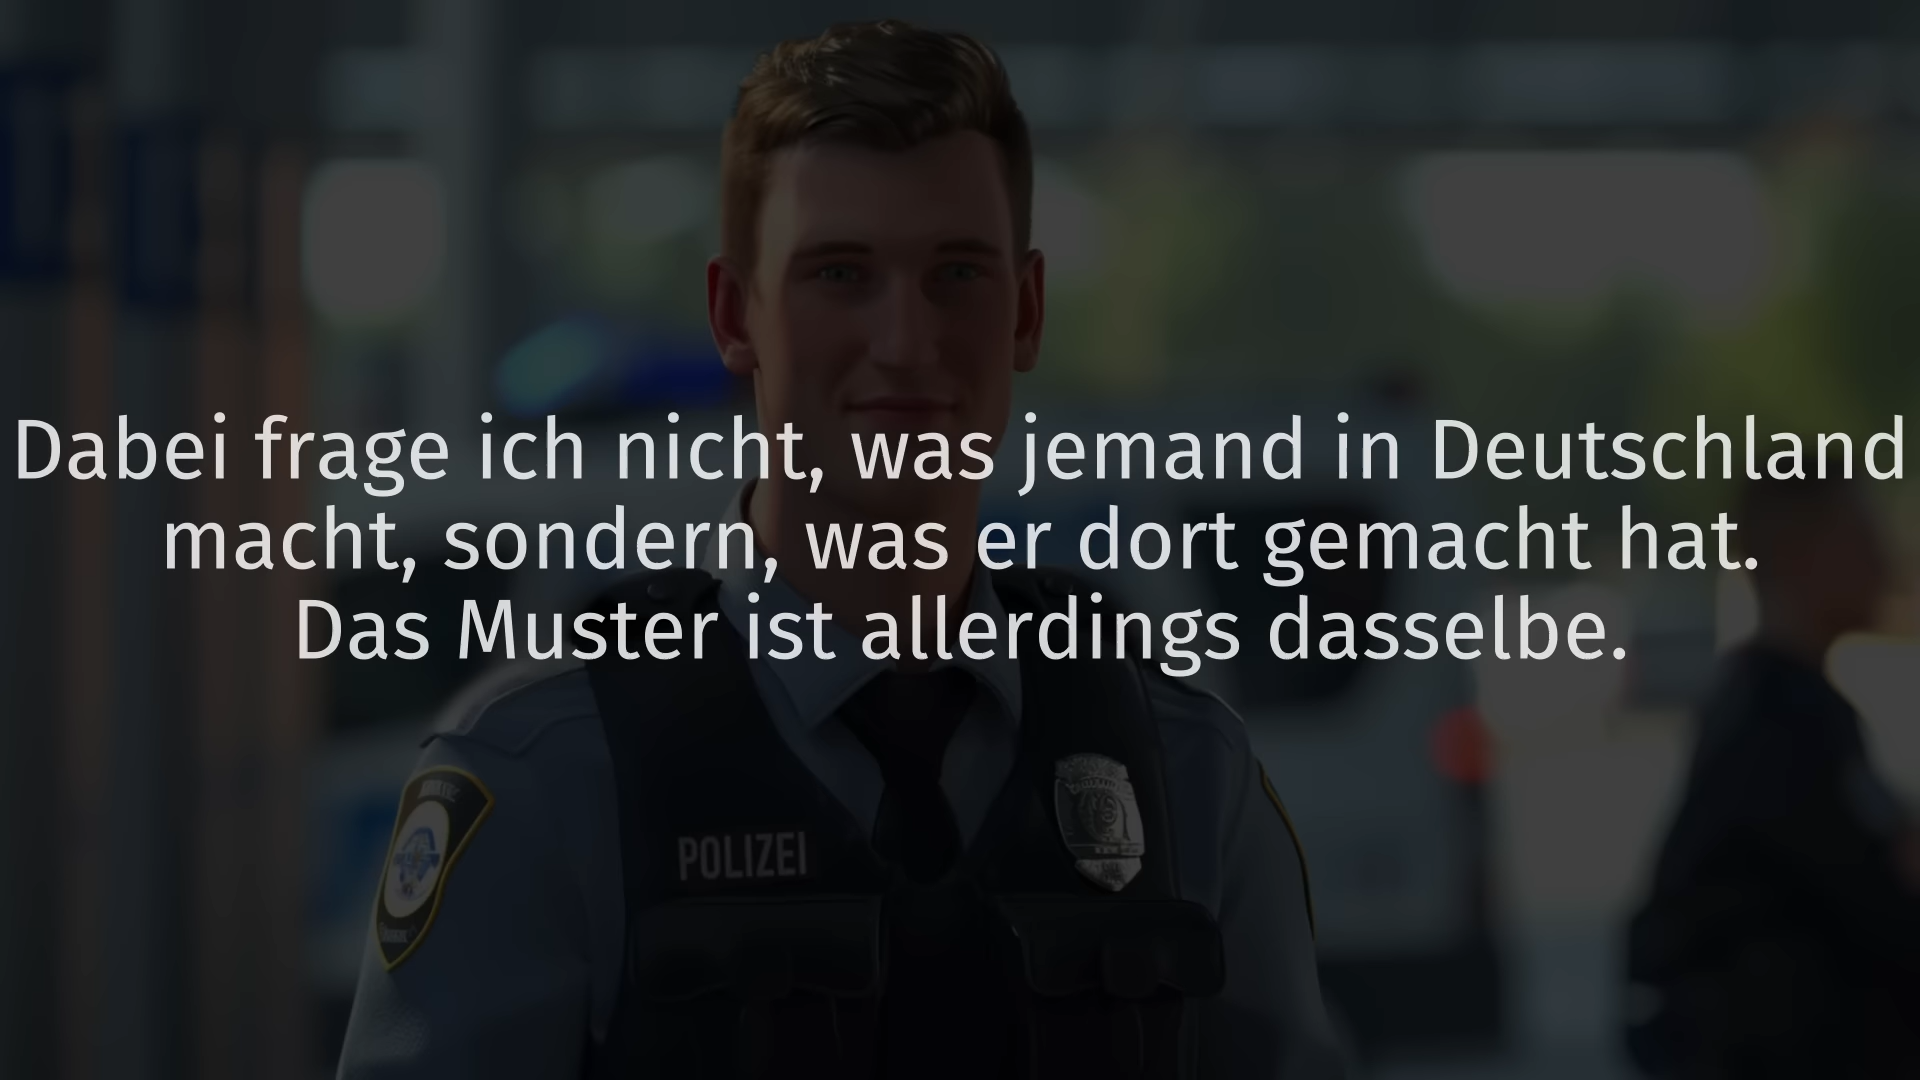 Dabei frage ich nicht, was jemand in Deutschland
macht, sondern, was er dort gemacht hat.
Das Muster ist allerdings dasselbe.
POLIZEI